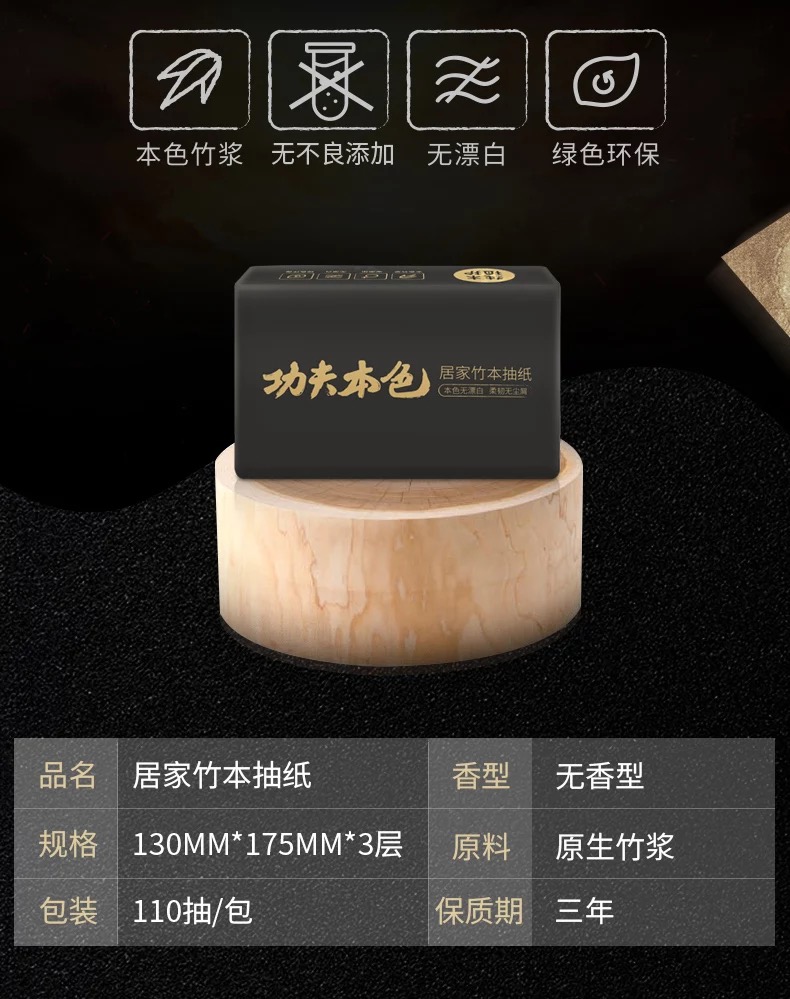 本色竹浆 无不良添加 无漂白 绿色环保
功夫本色 居家竹本抽纸
本色无漂白 柔韧无尘屑
品名 居家竹本抽纸 香型 无香型
规格 130MM*175MM*3层 原料 原生竹浆
包装 110抽/包 保质期 三年